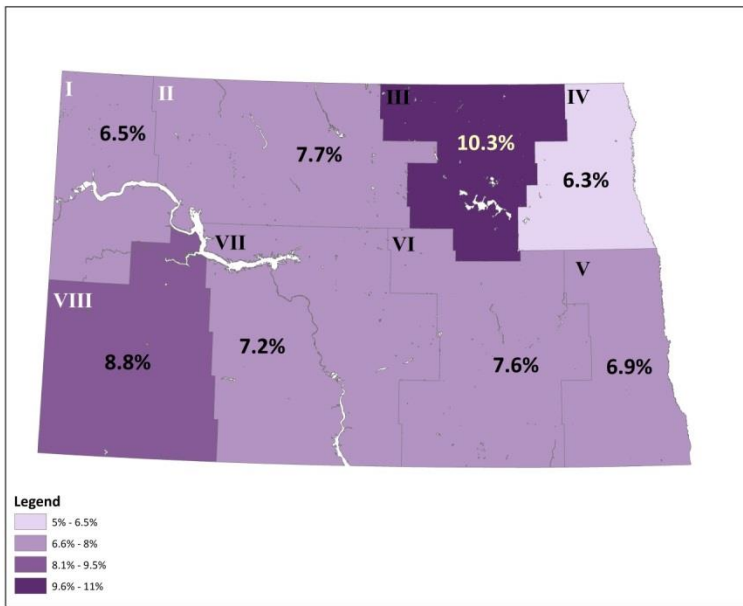 I
II
III
IV
6.5%
7.7%
10.3%
6.3%
VII
VI
V
VIII
8.8%
7.2%
7.6%
6.9%
Legend
5% - 6.5%
6.6% - 8%
8.1% - 9.5%
9.6% - 11%